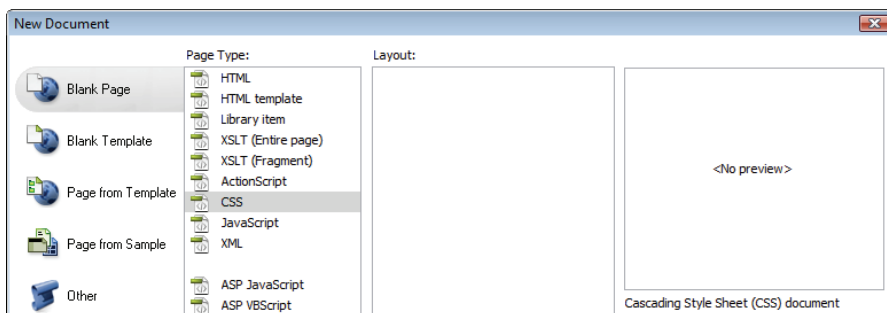 New Document
Page Type:
Layout:
Blank Page
Blank Template
Page from Template
Page from Sample
Other
HTML
HTML template
Library item
XSLT (Entire page)
XSLT (Fragment)
ActionScript
CSS
JavaScript
XML
ASP JavaScript
ASP VBScript
<No preview>
Cascading Style Sheet (CSS) document